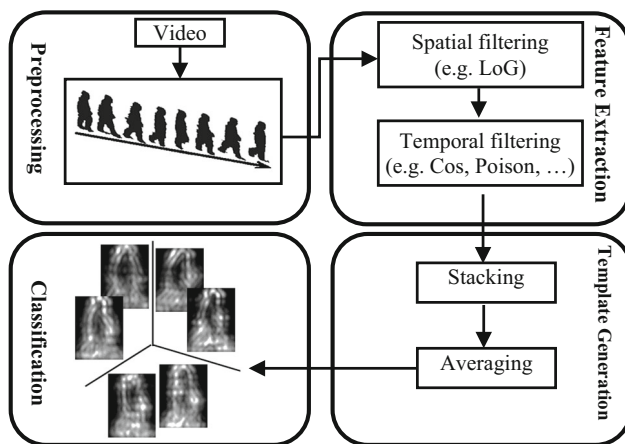 Preprocessing
Video
Spatial filtering
(e.g. LoG)
Temporal filtering
(e.g. Cos, Poison, …)
Feature Extraction
Classification
Stacking
Averaging
Template Generation